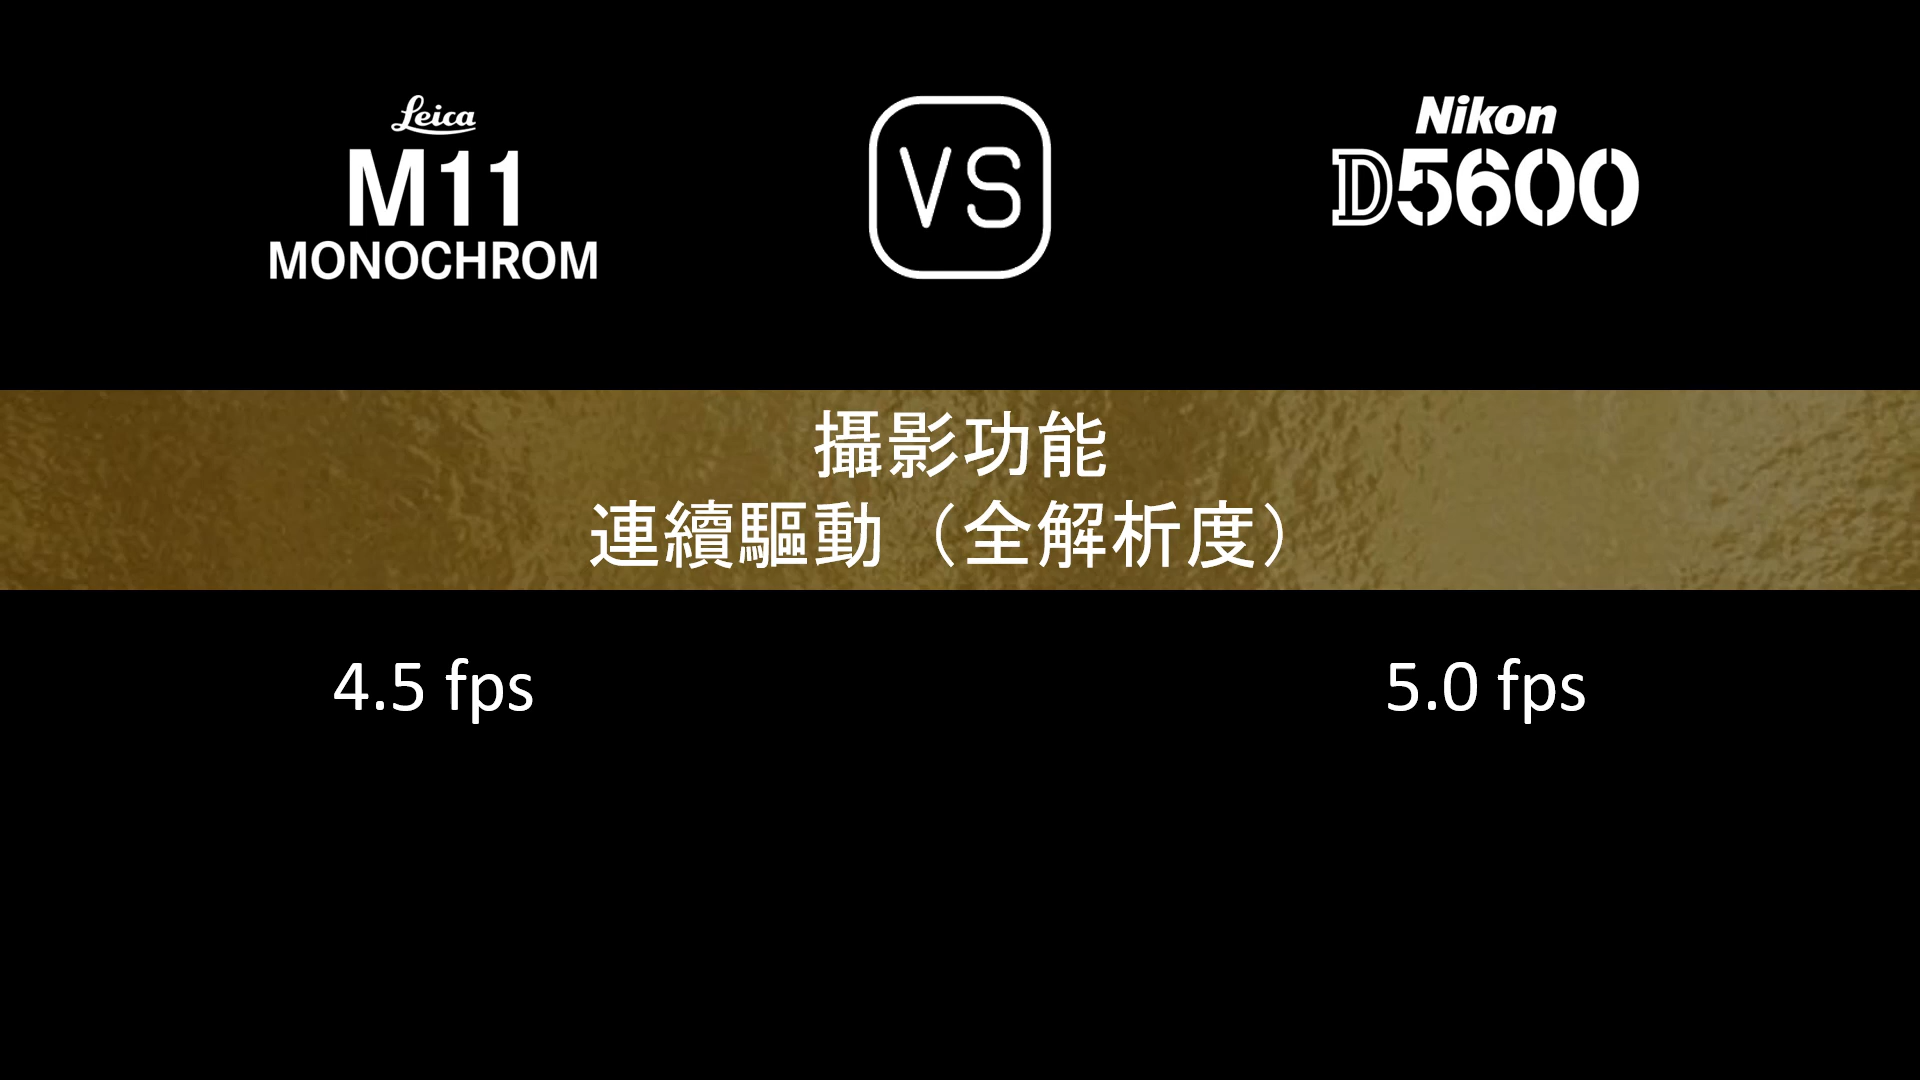 Leica
M11
MONOCHROM
VS
Nikon
D5600
攝影功能
連續驅動（全解析度）
4.5 fps
5.0 fps